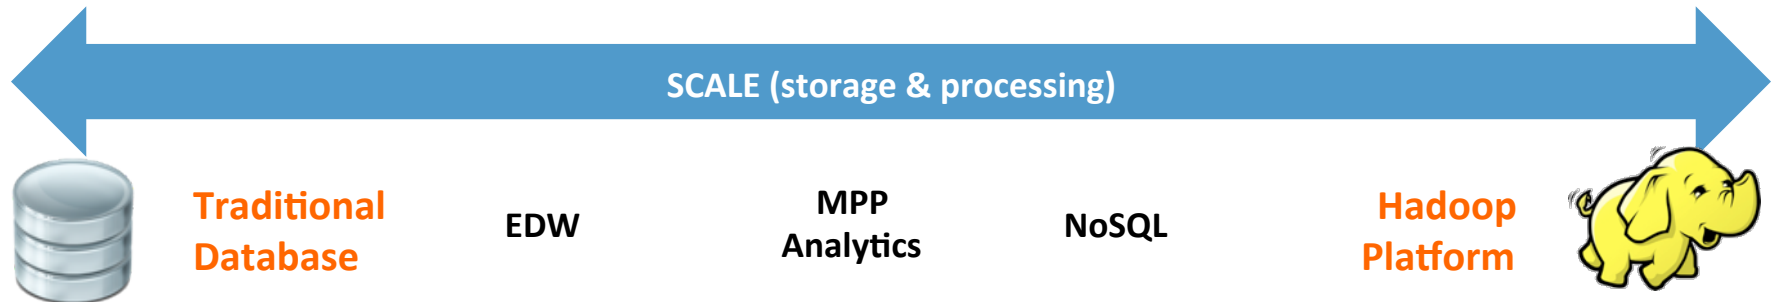 SCALE (storage & processing)
Traditional
Database
EDW
MPP
Analytics
NoSQL
Hadoop
Platform